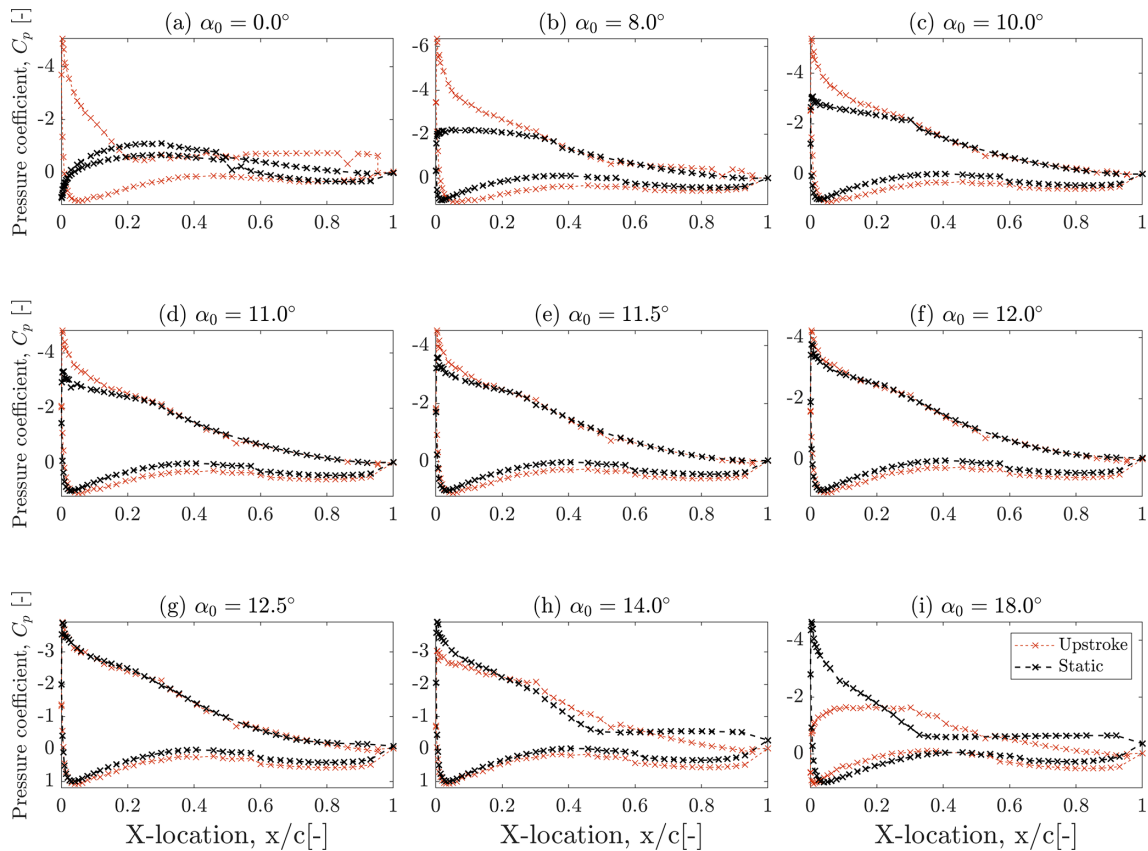 (a) α₀ = 0.0° (b) α₀ = 8.0° (c) α₀ = 10.0°
Pressure coefficient, Cₚ [-]
-4
-2
0
0 0.2 0.4 0.6 0.8 1
-6
-4
-2
0
0 0.2 0.4 0.6 0.8 1
-4
-2
0
0 0.2 0.4 0.6 0.8 1
(d) α₀ = 11.0° (e) α₀ = 11.5° (f) α₀ = 12.0°
Pressure coefficient, Cₚ [-]
-4
-2
0
0 0.2 0.4 0.6 0.8 1
-4
-2
0
0 0.2 0.4 0.6 0.8 1
-4
-2
0
0 0.2 0.4 0.6 0.8 1
(g) α₀ = 12.5° (h) α₀ = 14.0° (i) α₀ = 18.0°
Pressure coefficient, Cₚ [-]
-3
-2
-1
0
1
0 0.2 0.4 0.6 0.8 1
X-location, x/c[-]
-3
-2
-1
0
1
0 0.2 0.4 0.6 0.8 1
X-location, x/c[-]
-4
-2
0
Upstroke
Static
0 0.2 0.4 0.6 0.8 1
X-location, x/c[-]